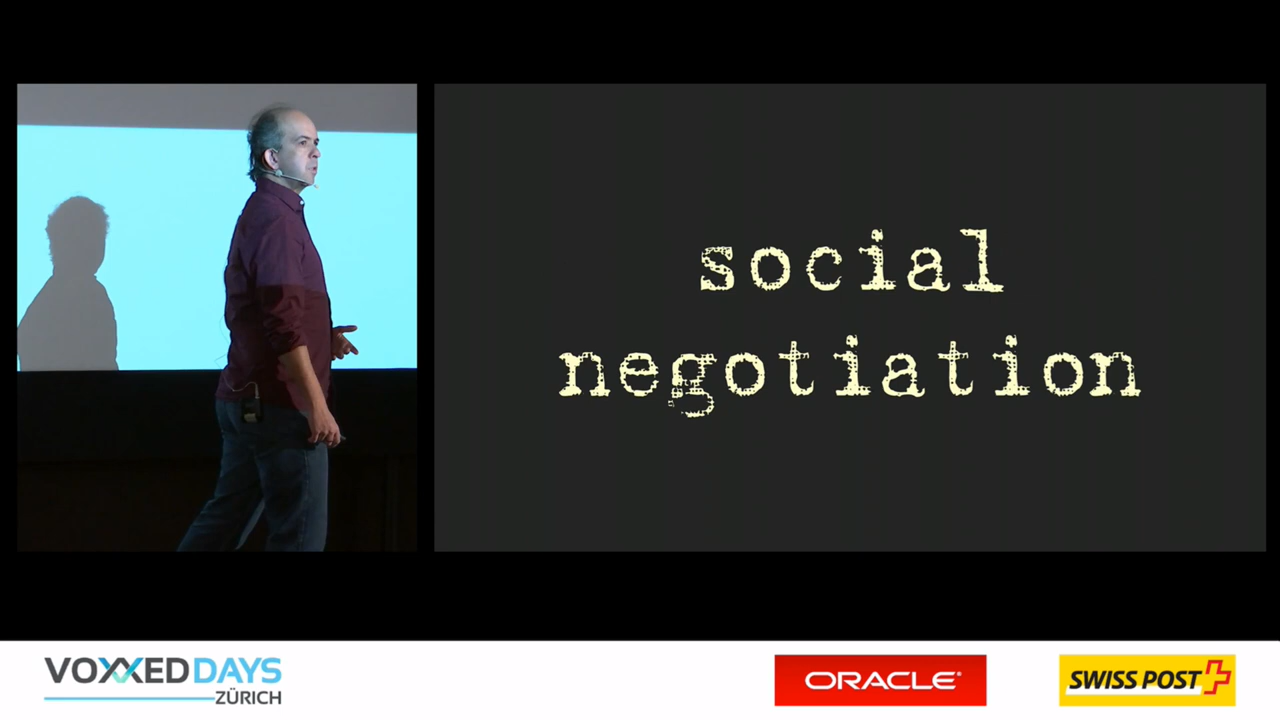 social
negotiation
VOXXED DAYS
ZÜRICH
ORACLE®
SWISS POST